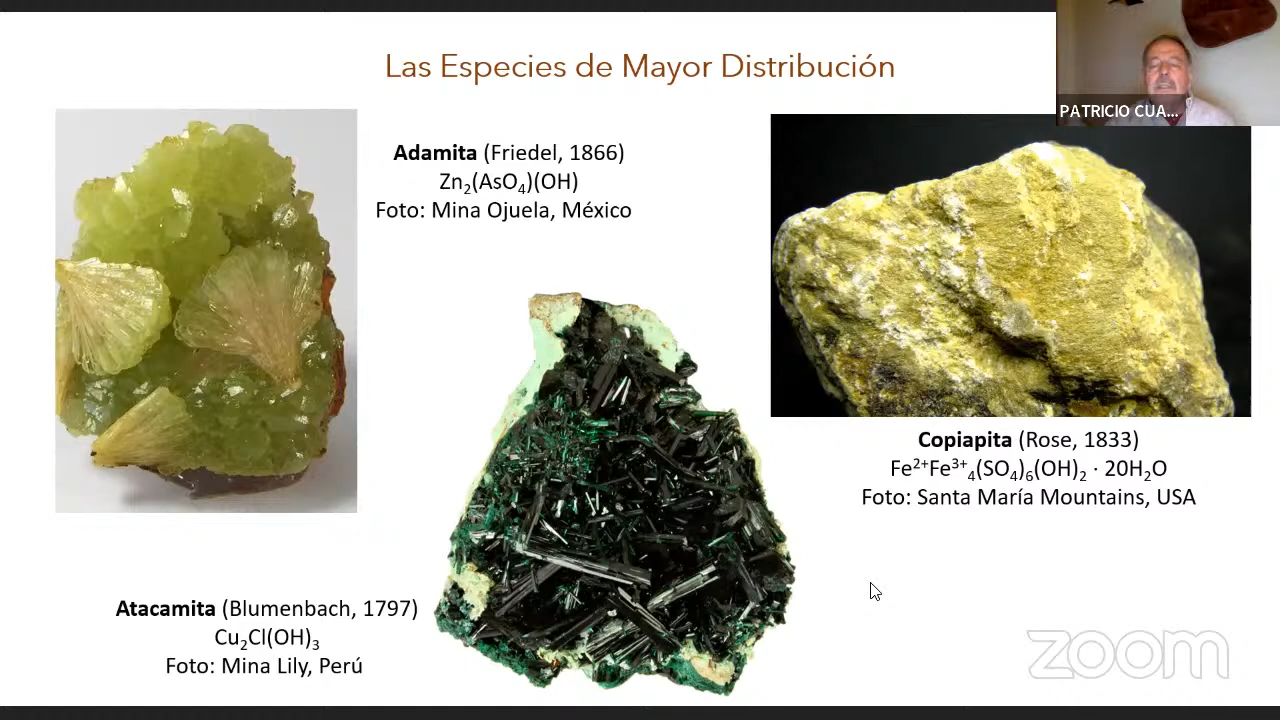 Las Especies de Mayor Distribución
PATRICIO CUA...
Adamita (Friedel, 1866)
Zn₂(AsO₄)(OH)
Foto: Mina Ojuela, México
Copiapita (Rose, 1833)
Fe²⁺Fe³⁺₄(SO₄)₆(OH)₂ · 20H₂O
Foto: Santa María Mountains, USA
Atacamita (Blumenbach, 1797)
Cu₂Cl(OH)₃
Foto: Mina Lily, Perú
zoom